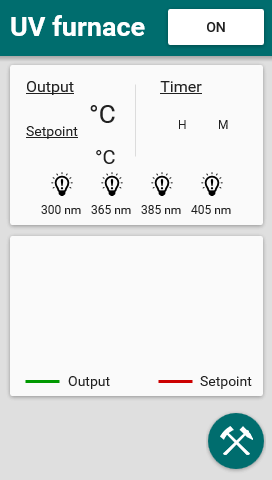 UV furnace
ON
Output
Timer
°C
H M
Setpoint
°C
300 nm 365 nm 385 nm 405 nm
Output Setpoint